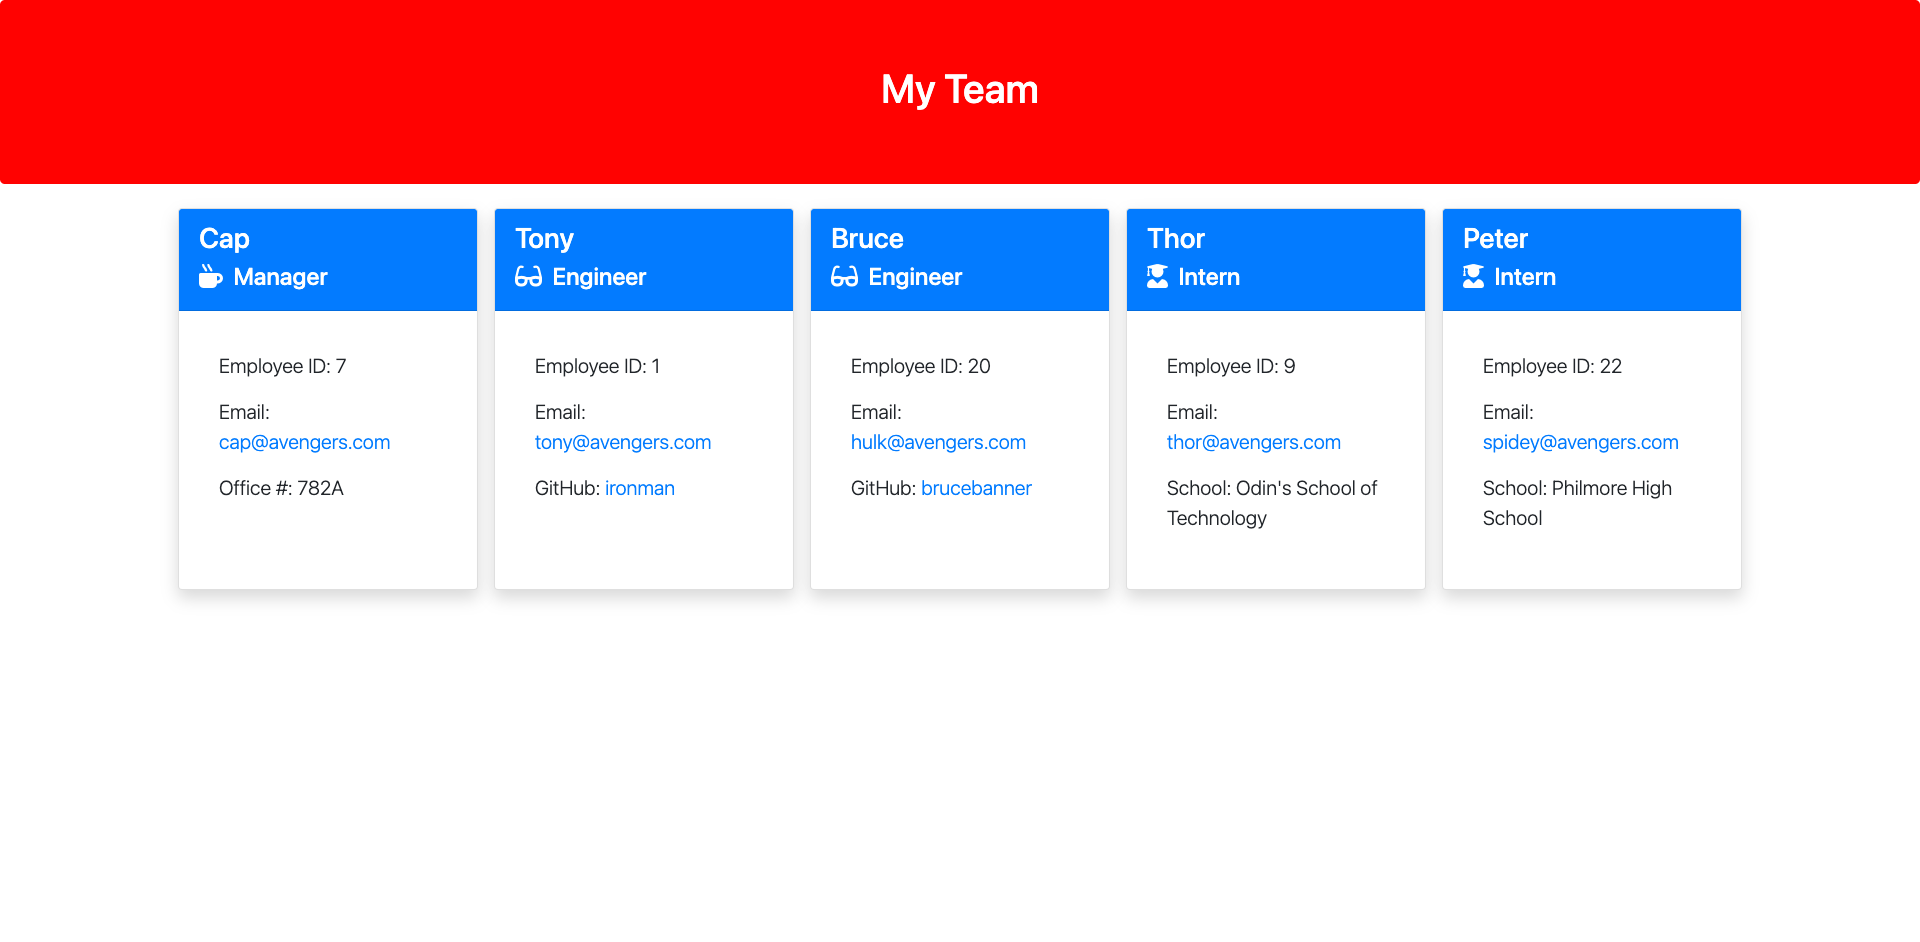 My Team
Cap
Manager
Employee ID: 7
Email:
cap@avengers.com
Office #: 782A
Tony
Engineer
Employee ID: 1
Email:
tony@avengers.com
GitHub: ironman
Bruce
Engineer
Employee ID: 20
Email:
hulk@avengers.com
GitHub: brucebanner
Thor
Intern
Employee ID: 9
Email:
thor@avengers.com
School: Odin's School of
Technology
Peter
Intern
Employee ID: 22
Email:
spidey@avengers.com
School: Philmore High
School